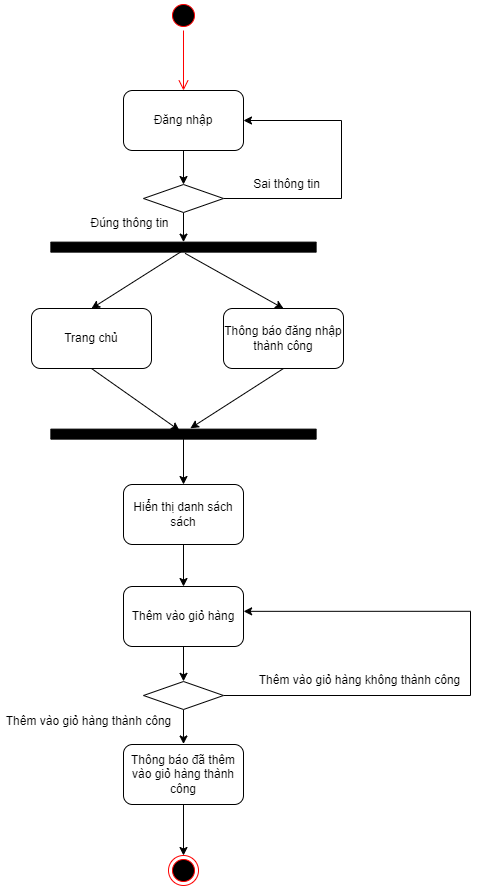 Đăng nhập
Sai thông tin
Đúng thông tin
Trang chủ
Thông báo đăng nhập
thành công
Hiển thị danh sách
sách
Thêm vào giỏ hàng
Thêm vào giỏ hàng không thành công
Thêm vào giỏ hàng thành công
Thông báo đã thêm
vào giỏ hàng thành
công